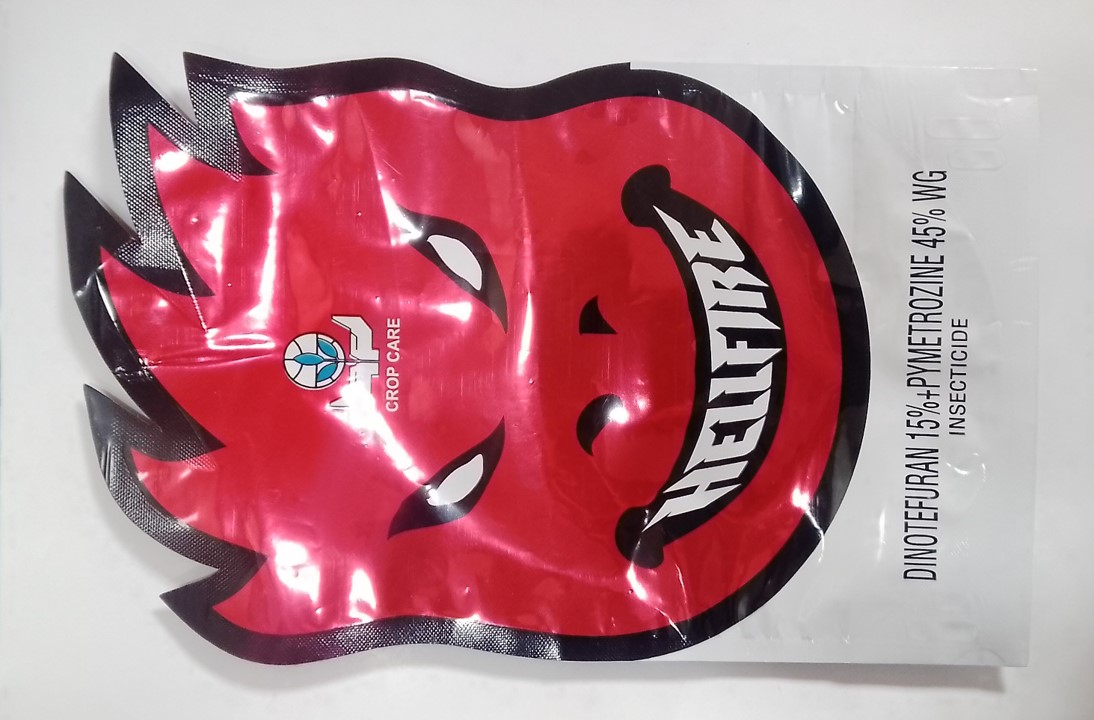 CROP CARE
HELLFIRE
DINOTEFURAN 15%+PYMETROZINE 45% WG
INSECTICIDE